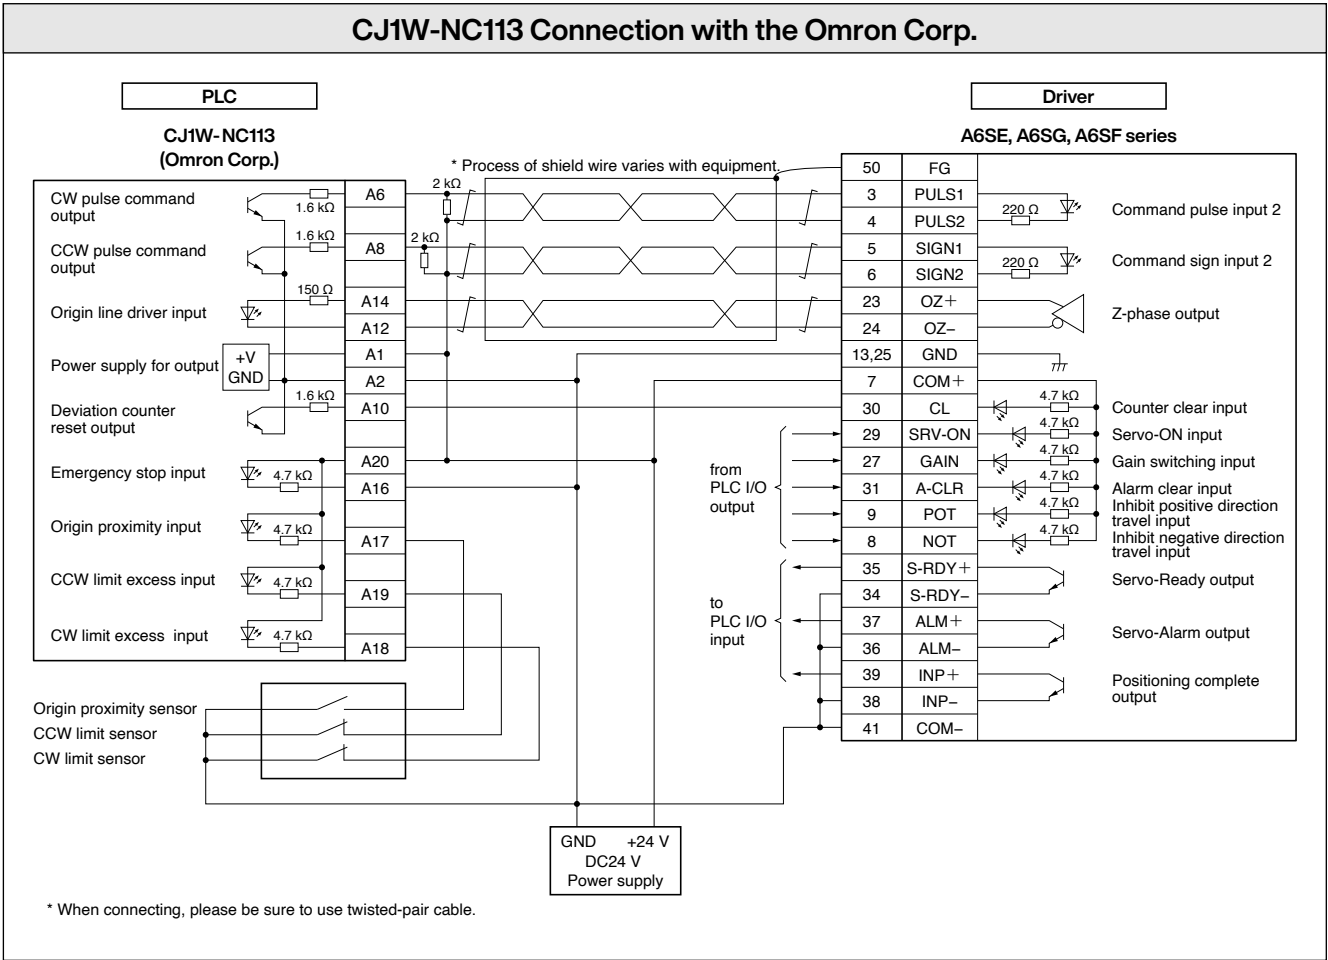 CJ1W-NC113 Connection with the Omron Corp.
PLC
Driver
CJ1W-NC113
(Omron Corp.)
A6SE, A6SG, A6SF series
* Process of shield wire varies with equipment.
CW pulse command
output
1.6 kΩ
A6
2 kΩ
CCW pulse command
output
1.6 kΩ
A8
2 kΩ
Origin line driver input
150 Ω
A14
A12
Power supply for output
+V
GND
A1
A2
Deviation counter
reset output
1.6 kΩ
A10
Emergency stop input
4.7 kΩ
A20
A16
Origin proximity input
4.7 kΩ
A17
CCW limit excess input
4.7 kΩ
A19
CW limit excess input
4.7 kΩ
A18
Origin proximity sensor
CCW limit sensor
CW limit sensor
from
PLC I/O
output
to
PLC I/O
input
50 FG
3 PULS1
4 PULS2
220 Ω
Command pulse input 2
5 SIGN1
6 SIGN2
220 Ω
Command sign input 2
23 OZ+
24 OZ−
Z-phase output
13,25 GND
7 COM+
30 CL 4.7 kΩ Counter clear input
29 SRV-ON 4.7 kΩ Servo-ON input
27 GAIN 4.7 kΩ Gain switching input
31 A-CLR 4.7 kΩ Alarm clear input
9 POT 4.7 kΩ Inhibit positive direction
travel input
8 NOT 4.7 kΩ Inhibit negative direction
travel input
35 S-RDY+
34 S-RDY−
Servo-Ready output
37 ALM+
36 ALM−
Servo-Alarm output
39 INP+
38 INP−
Positioning complete
output
41 COM−
GND +24 V
DC24 V
Power supply
* When connecting, please be sure to use twisted-pair cable.